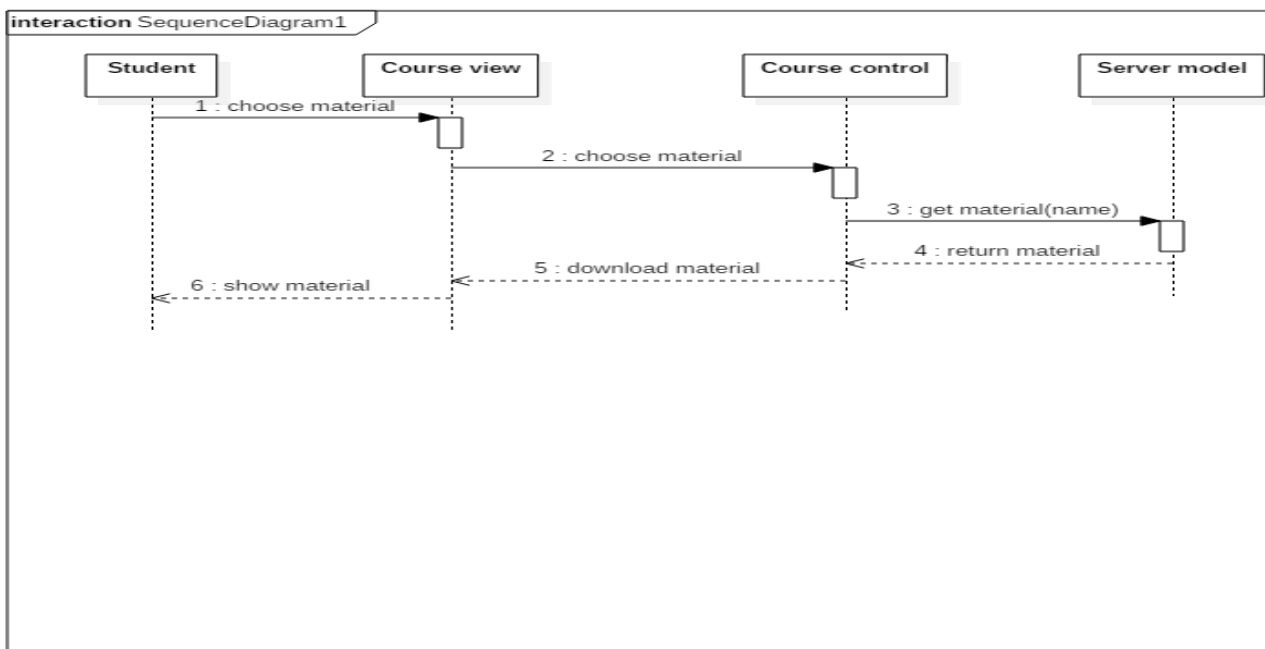 interaction SequenceDiagram1
Student
Course view
Course control
Server model
1 : choose material
2 : choose material
3 : get material(name)
4 : return material
5 : download material
6 : show material